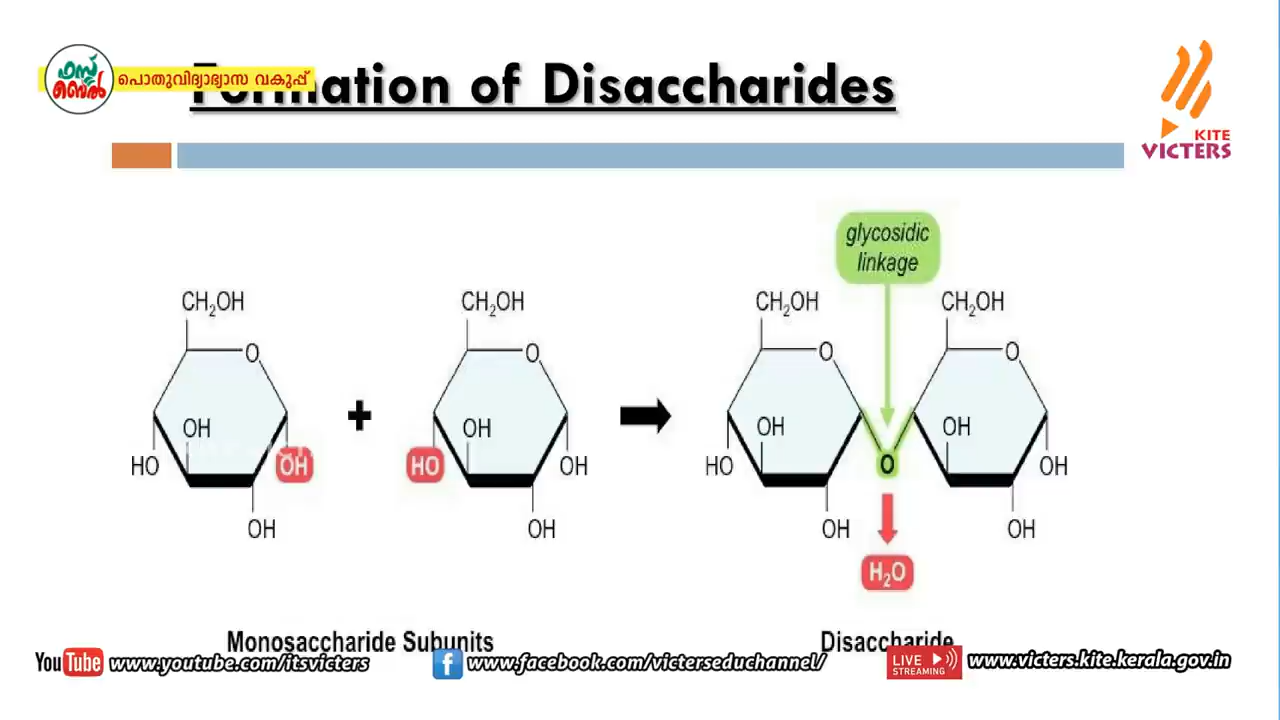 ഫസ്റ്റ്
ബെൽ
പൊതുവിദ്യാഭ്യാസ വകുപ്പ്
Formation of Disaccharides
KITE
VICTERS
glycosidic
linkage
CH₂OH
O
OH
HO
OH
OH
+
CH₂OH
O
OH
HO
OH
OH
CH₂OH
O
OH
HO
OH
O
CH₂OH
O
OH
OH
OH
H₂O
Monosaccharide Subunits
Disaccharide
YouTube www.youtube.com/itsvicters
f www.facebook.com/victerseduchannel/
LIVE
STREAMING
www.victers.kite.kerala.gov.in